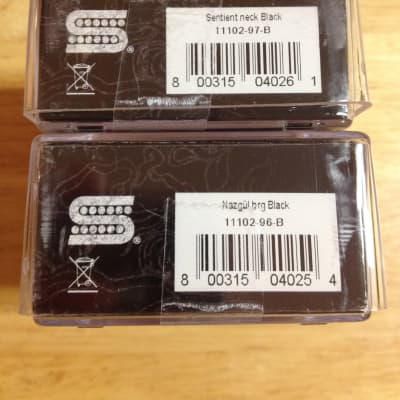 Sentient neck Black
11102-97-B
8 00315 04026 1
Nazgûl brg Black
11102-96-B
8 00315 04025 4